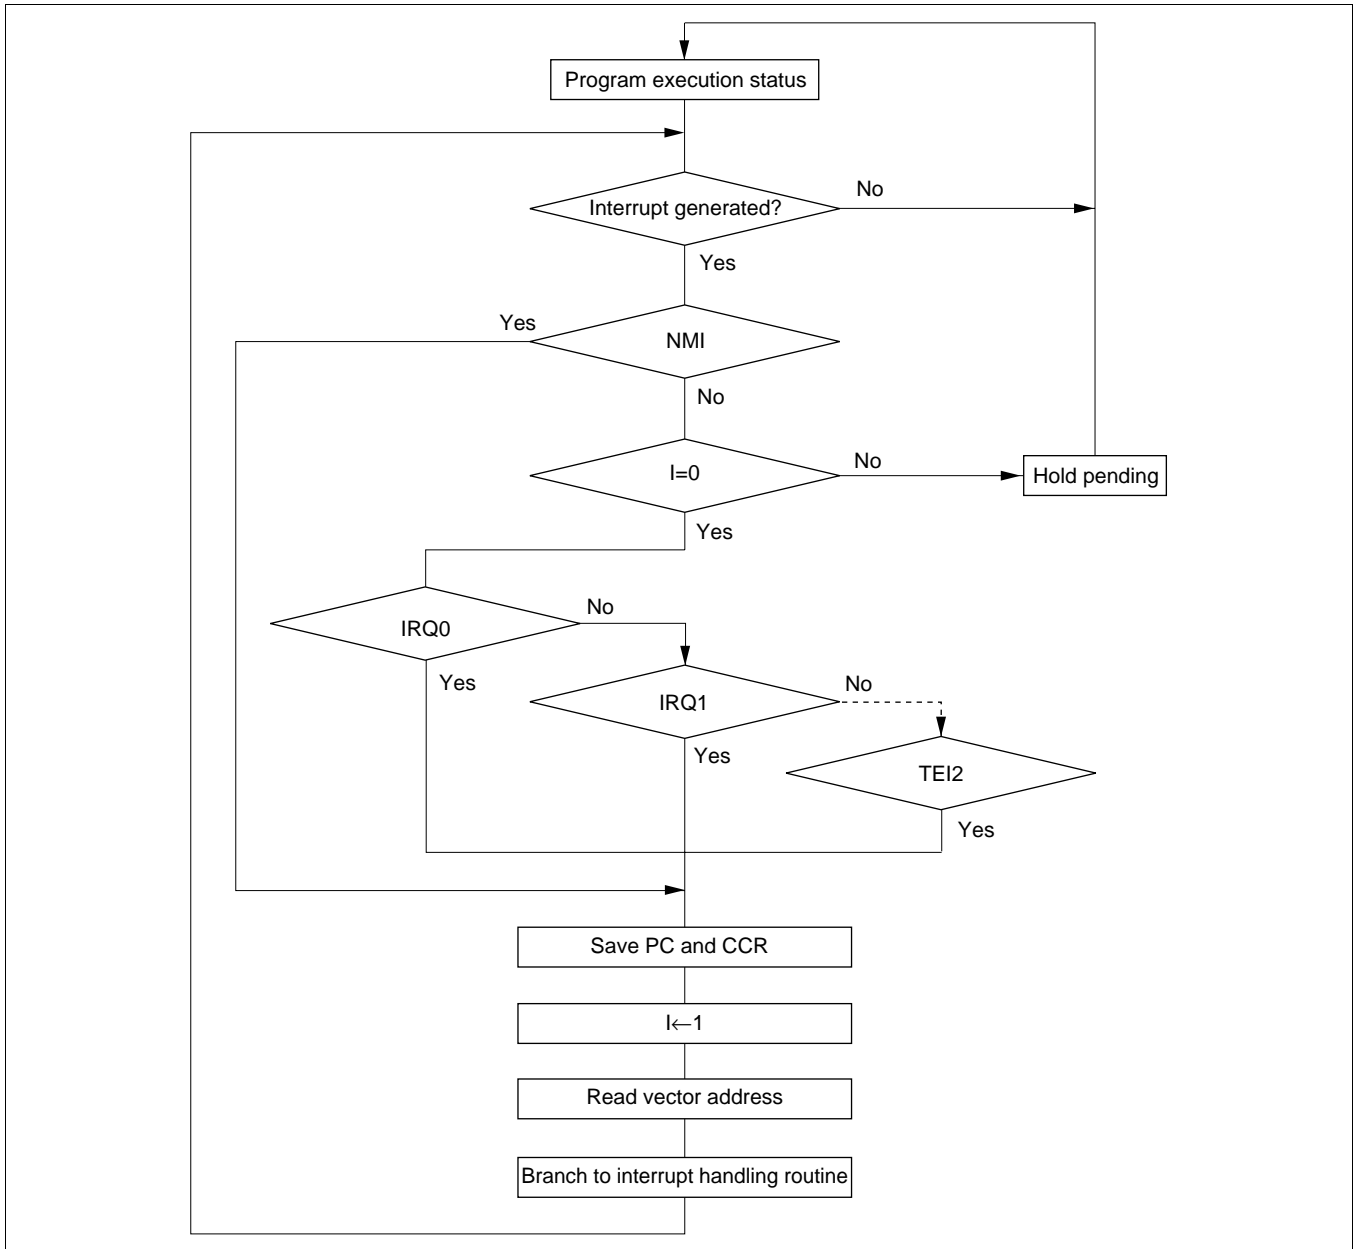 Program execution status
Interrupt generated?
No
Yes
Yes
NMI
No
I=0
No
Hold pending
Yes
IRQ0
No
Yes
IRQ1
No
Yes
TEI2
Yes
Save PC and CCR
I←1
Read vector address
Branch to interrupt handling routine